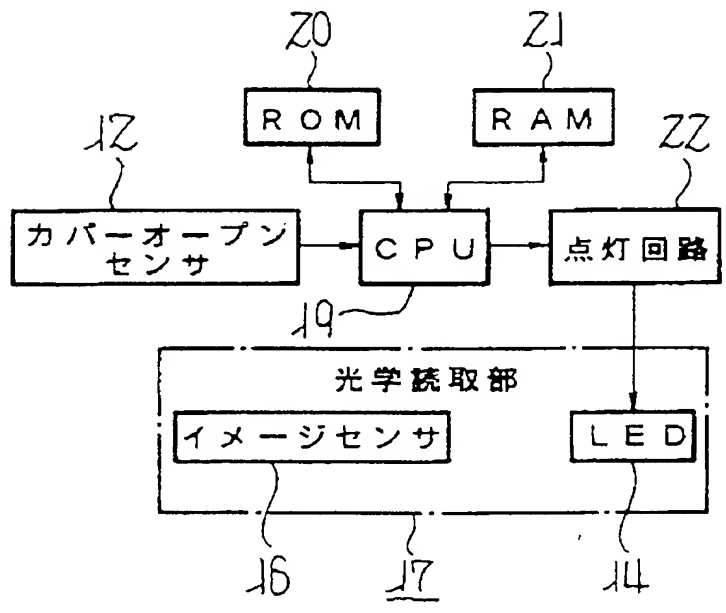 20
21
ROM
RAM
12
22
カバーオープン
センサ
CPU
点灯回路
19
光学読取部
イメージセンサ
LED
16
17
14